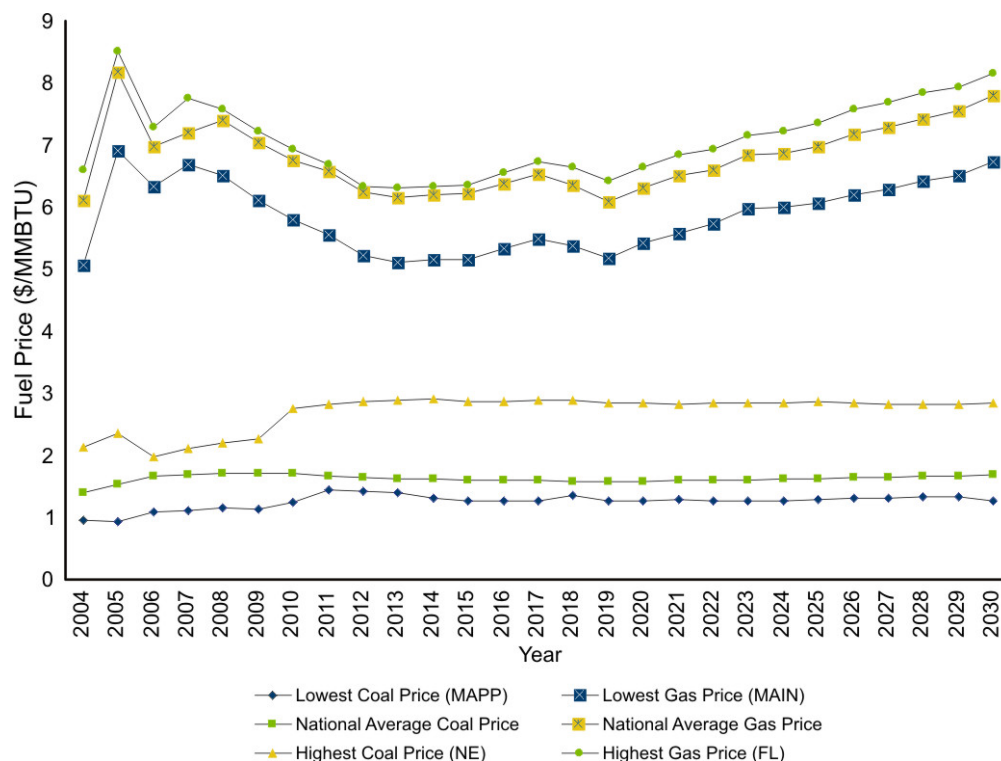 9
8
7
6
5
4
3
2
1
0
Fuel Price ($/MMBTU)
2004 2005 2006 2007 2008 2009 2010 2011 2012 2013 2014 2015 2016 2017 2018 2019 2020 2021 2022 2023 2024 2025 2026 2027 2028 2029 2030
Year
Lowest Coal Price (MAPP) Lowest Gas Price (MAIN)
National Average Coal Price National Average Gas Price
Highest Coal Price (NE) Highest Gas Price (FL)